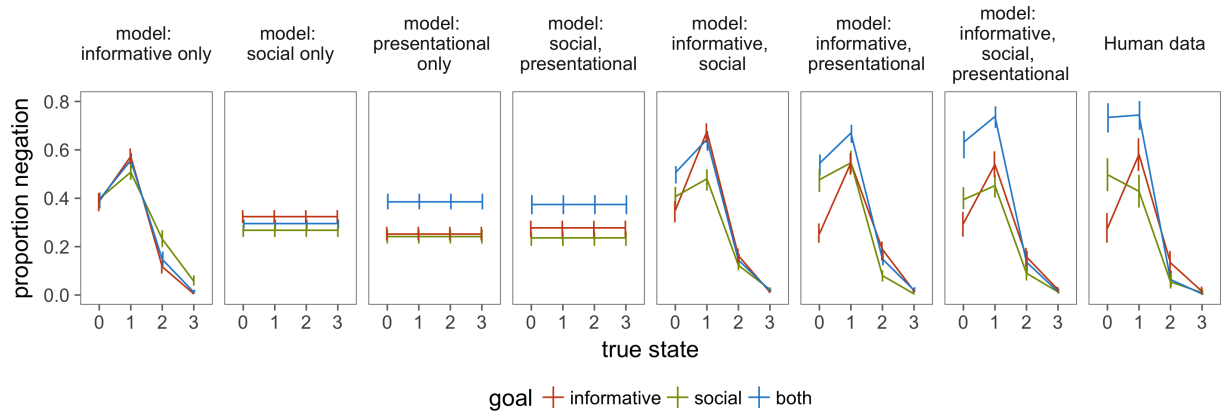 model:
informative only
model:
social only
model:
presentational
only
model:
social,
presentational
model:
informative,
social
model:
informative,
presentational
model:
informative,
social,
presentational
Human data
proportion negation
0.8
0.6
0.4
0.2
0.0
0 1 2 3 0 1 2 3 0 1 2 3 0 1 2 3 0 1 2 3 0 1 2 3 0 1 2 3 0 1 2 3
true state
goal informative social both